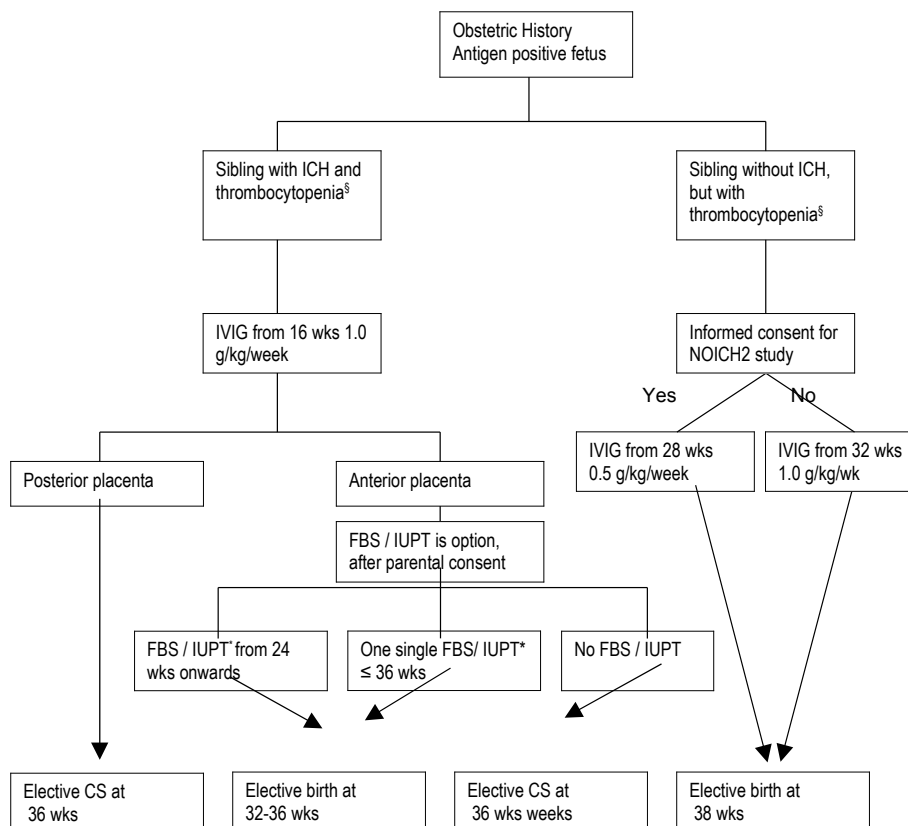 Obstetric History
Antigen positive fetus
Sibling with ICH and
thrombocytopenia§
Sibling without ICH,
but with
thrombocytopenia§
IVIG from 16 wks 1.0
g/kg/week
Informed consent for
NOICH2 study
Yes
No
IVIG from 28 wks
0.5 g/kg/week
IVIG from 32 wks
1.0 g/kg/wk
Posterior placenta
Anterior placenta
FBS / IUPT is option,
after parental consent
FBS / IUPT* from 24
wks onwards
One single FBS/ IUPT*
≤ 36 wks
No FBS / IUPT
Elective CS at
36 wks
Elective birth at
32-36 wks
Elective CS at
36 wks weeks
Elective birth at
38 wks